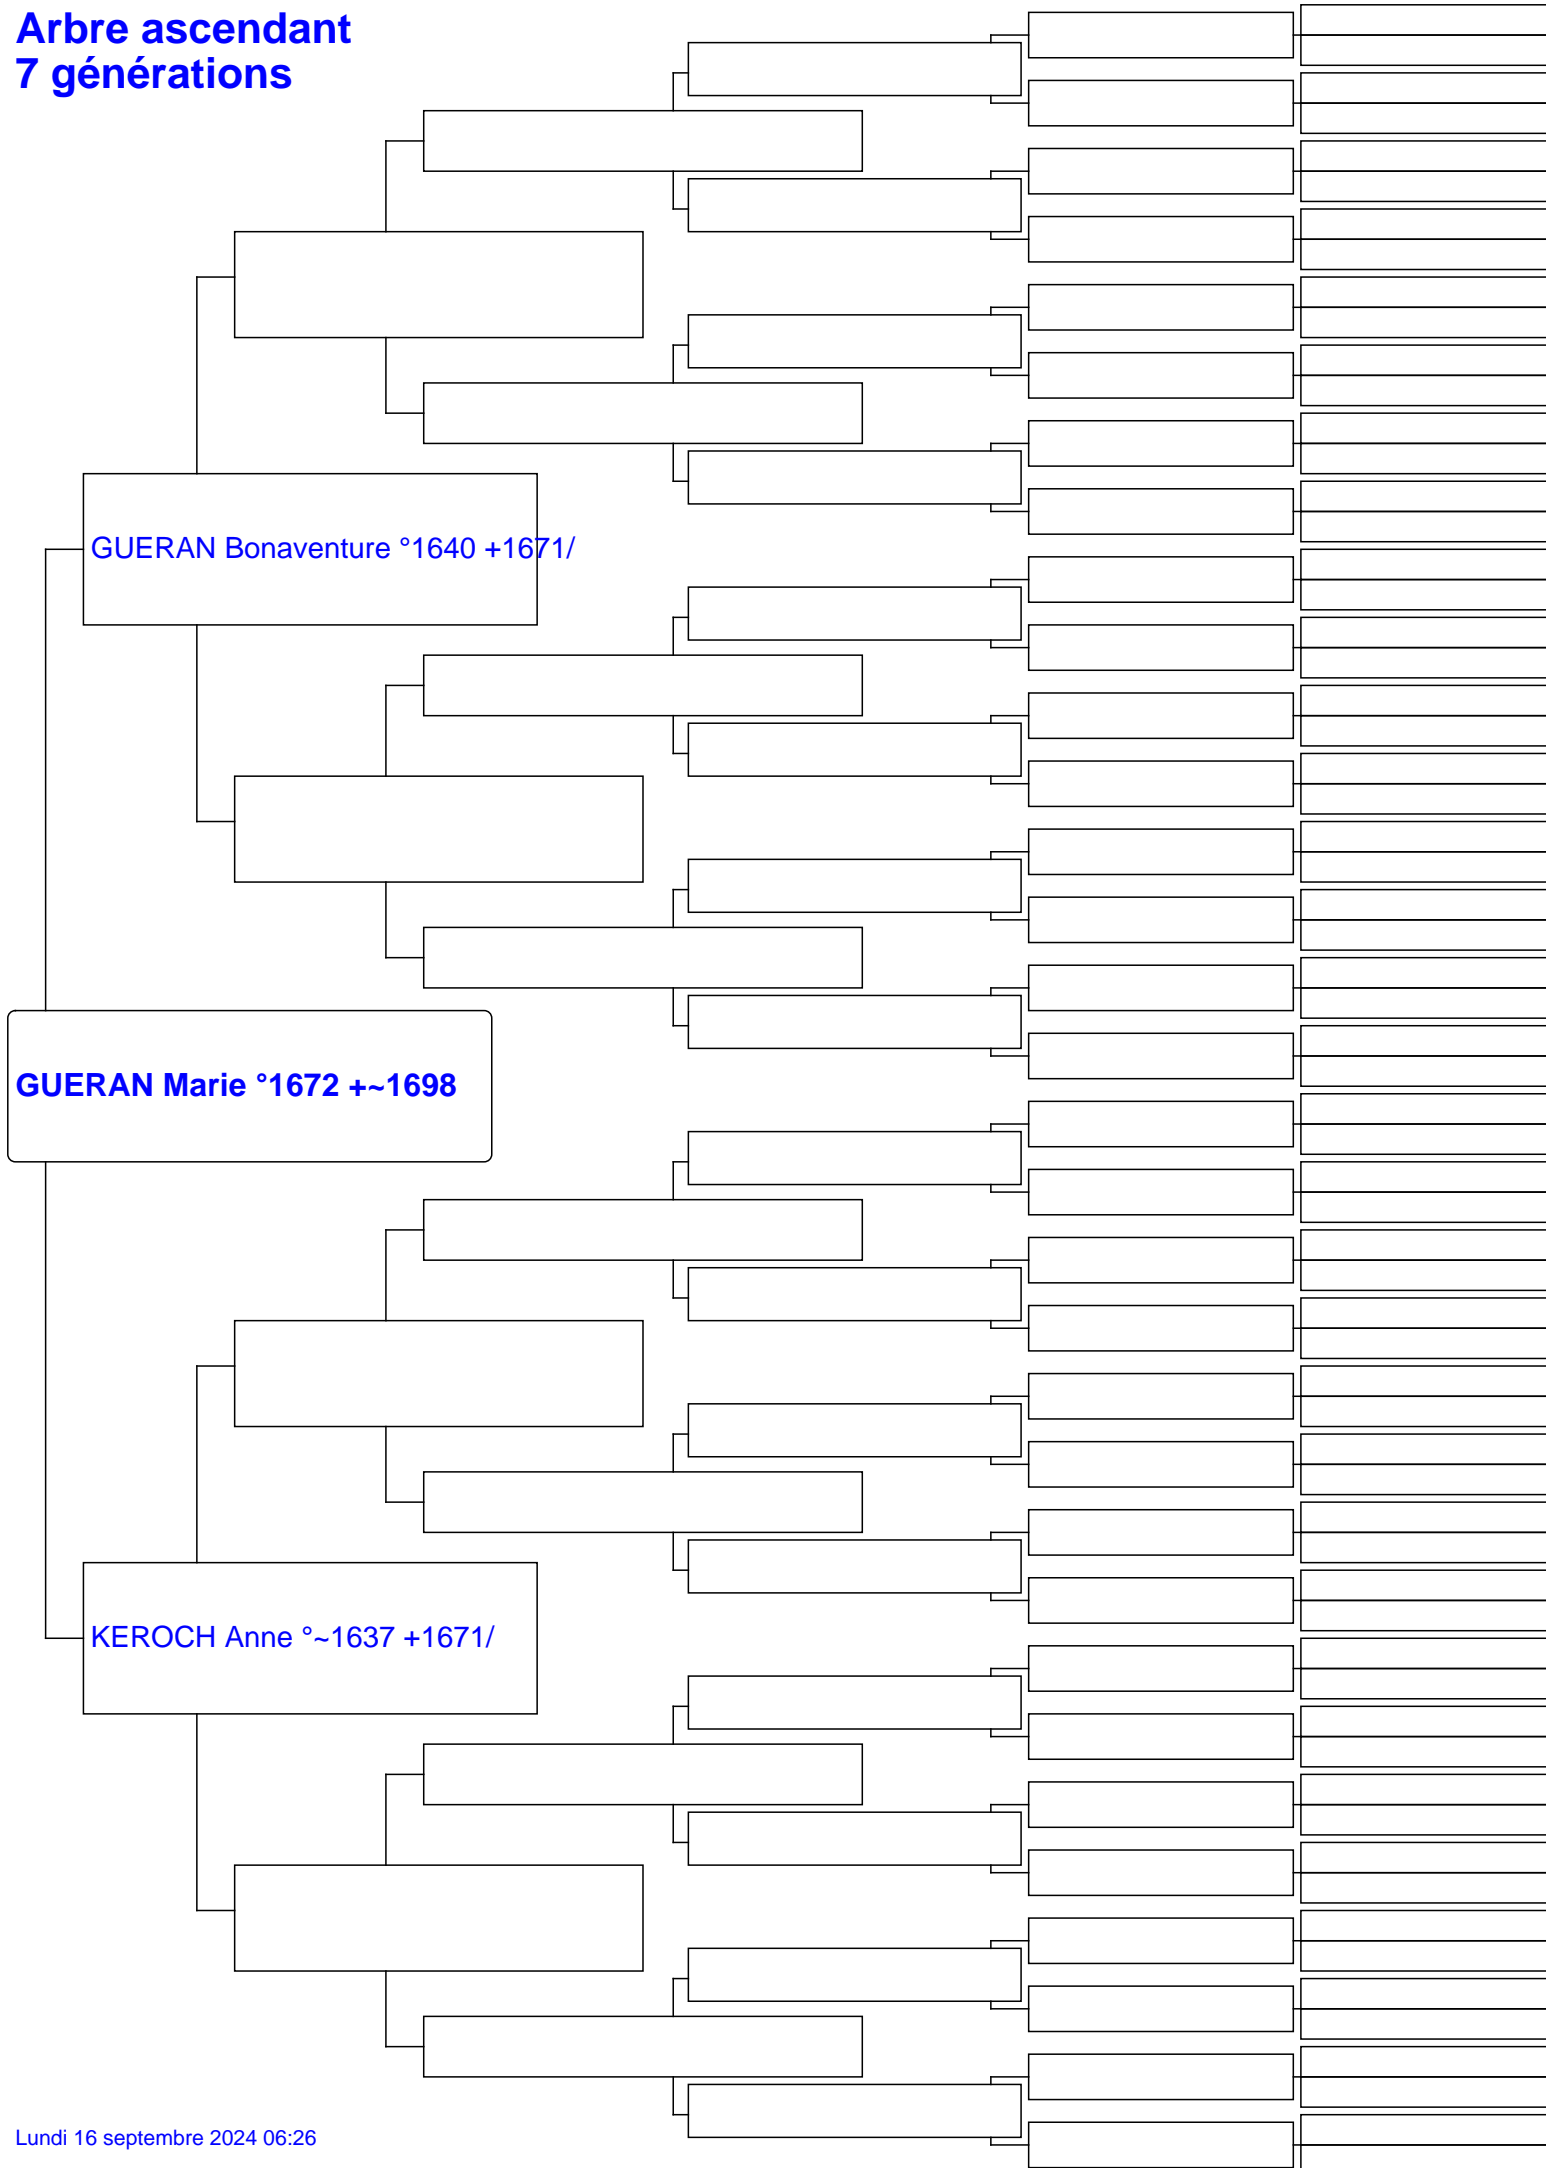 Arbre ascendant
7 générations
GUERAN Bonaventure °1640 +1671/
GUERAN Marie °1672 +~1698
KEROCH Anne °~1637 +1671/
Lundi 16 septembre 2024 06:26